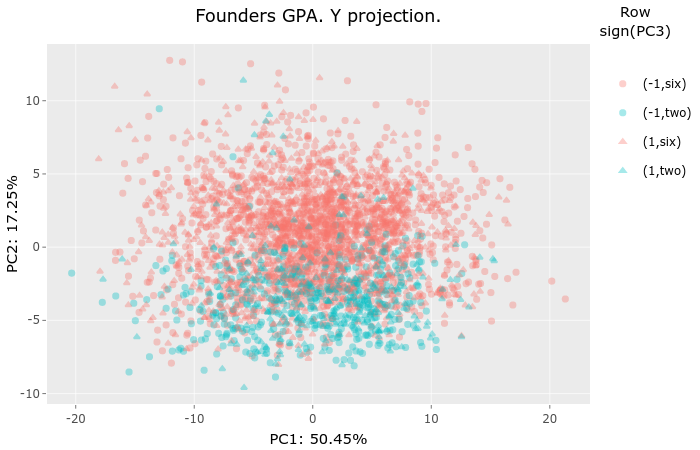 Founders GPA. Y projection.
Row
sign(PC3)
(-1,six)
(-1,two)
(1,six)
(1,two)
PC2: 17.25%
10
5
0
-5
-10
-20
-10
0
10
20
PC1: 50.45%